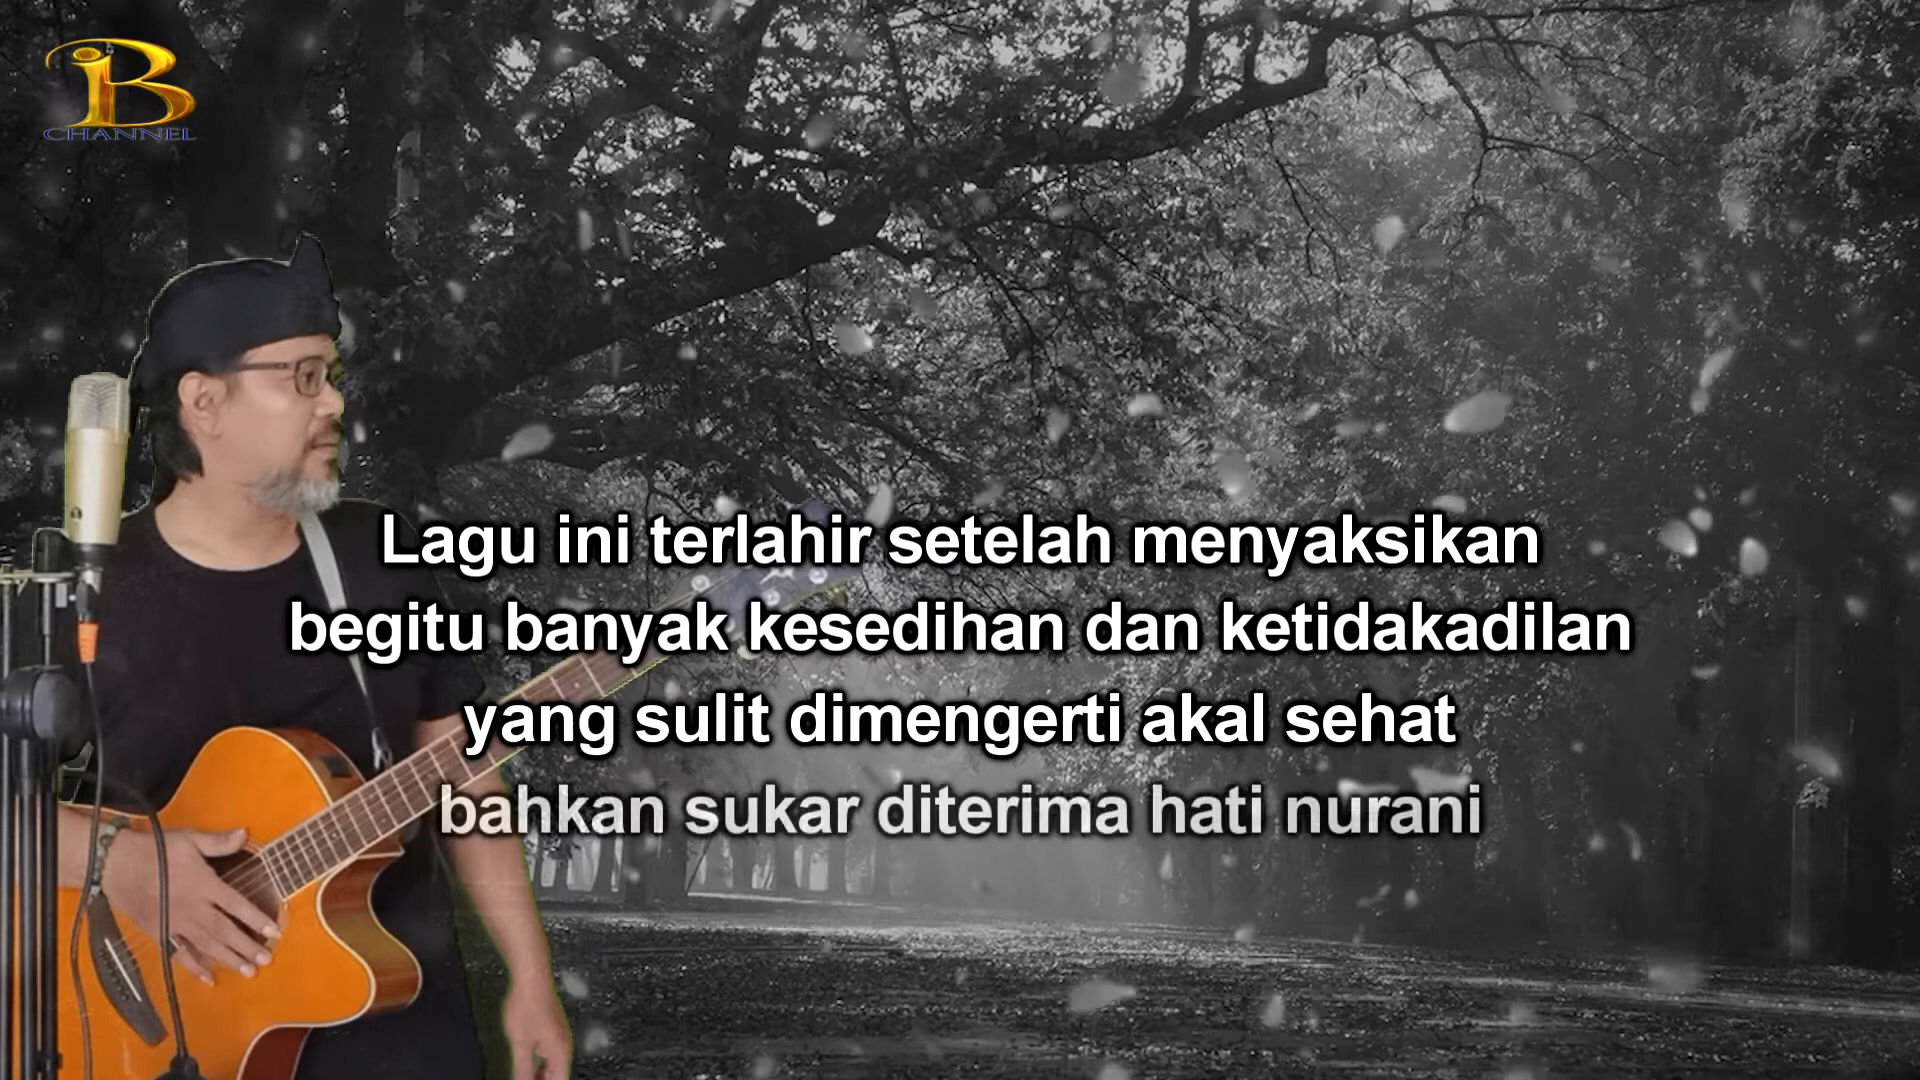 iB
CHANNEL
Lagu ini terlahir setelah menyaksikan
begitu banyak kesedihan dan ketidakadilan
yang sulit dimengerti akal sehat
bahkan sukar diterima hati nurani